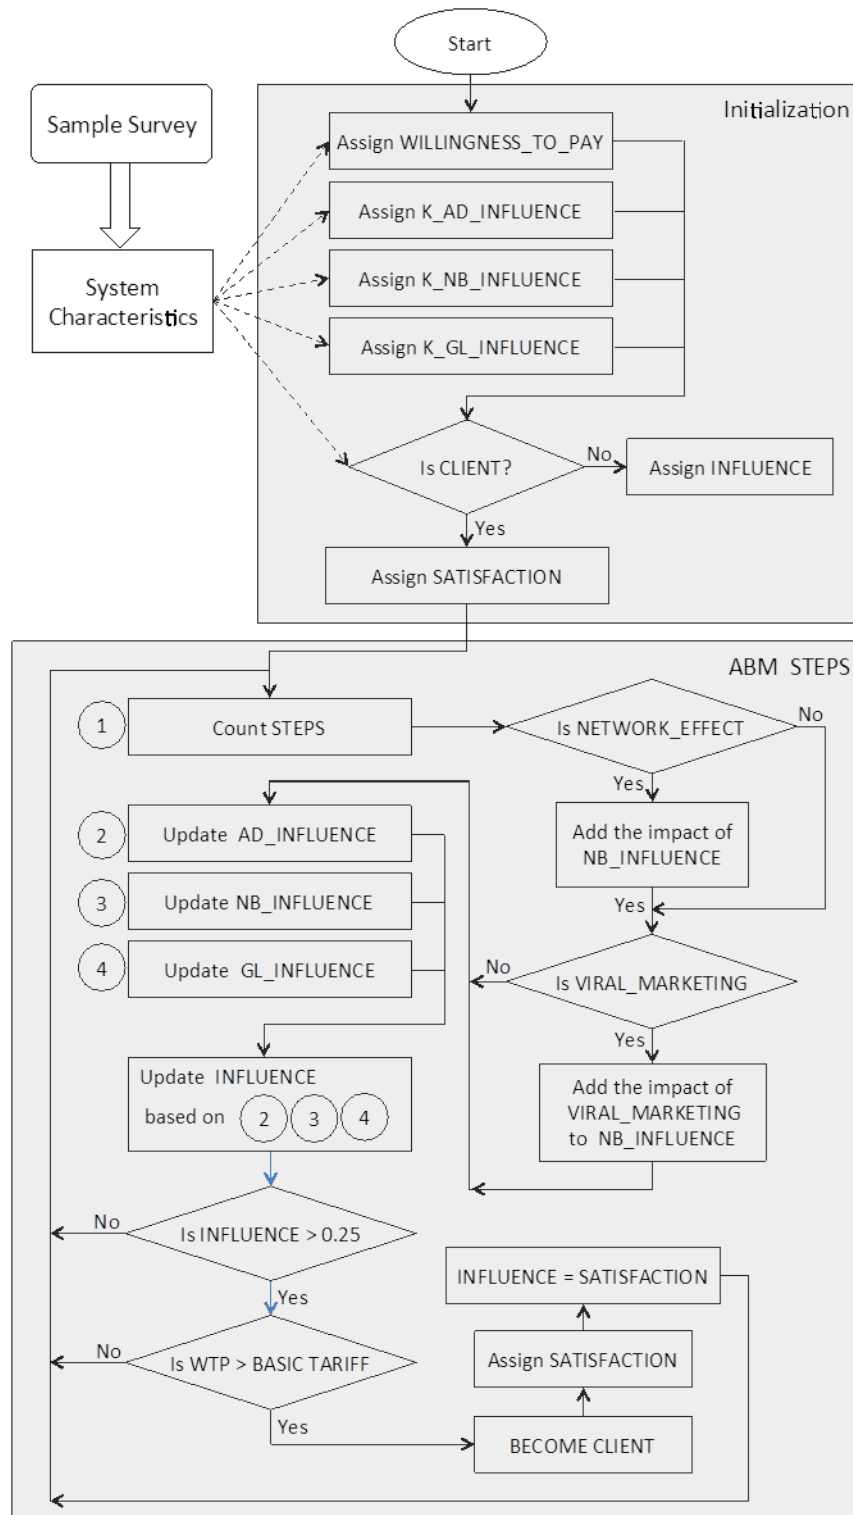 Start
Initialization
Sample Survey
Assign WILLINGNESS_TO_PAY
Assign K_AD_INFLUENCE
System
Characteristics
Assign K_NB_INFLUENCE
Assign K_GL_INFLUENCE
Is CLIENT?
No
Assign INFLUENCE
Yes
Assign SATISFACTION
ABM STEPS
1
Count STEPS
Is NETWORK_EFFECT
No
Yes
2
Update AD_INFLUENCE
Add the impact of
NB_INFLUENCE
3
Update NB_INFLUENCE
Yes
4
Update GL_INFLUENCE
No
Is VIRAL_MARKETING
Yes
Update INFLUENCE
based on 2 3 4
Add the impact of
VIRAL_MARKETING
to NB_INFLUENCE
No
Is INFLUENCE > 0.25
Yes
INFLUENCE = SATISFACTION
No
Is WTP > BASIC TARIFF
Assign SATISFACTION
Yes
BECOME CLIENT